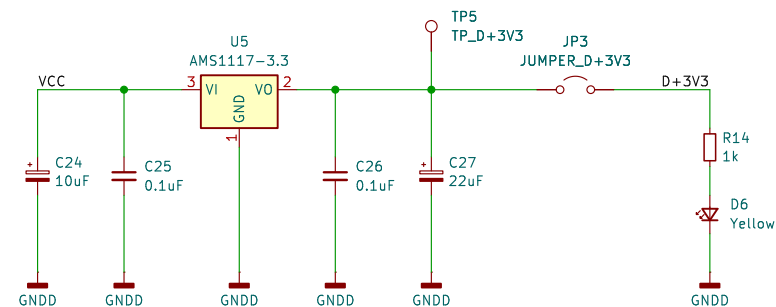 TP5
TP_D+3V3
U5
AMS1117-3.3
JP3
JUMPER_D+3V3
VCC
3
VI
VO
2
D+3V3
GND
1
C24
10uF
C25
0.1uF
C26
0.1uF
C27
22uF
R14
1k
D6
Yellow
GNDD
GNDD
GNDD
GNDD
GNDD
GNDD